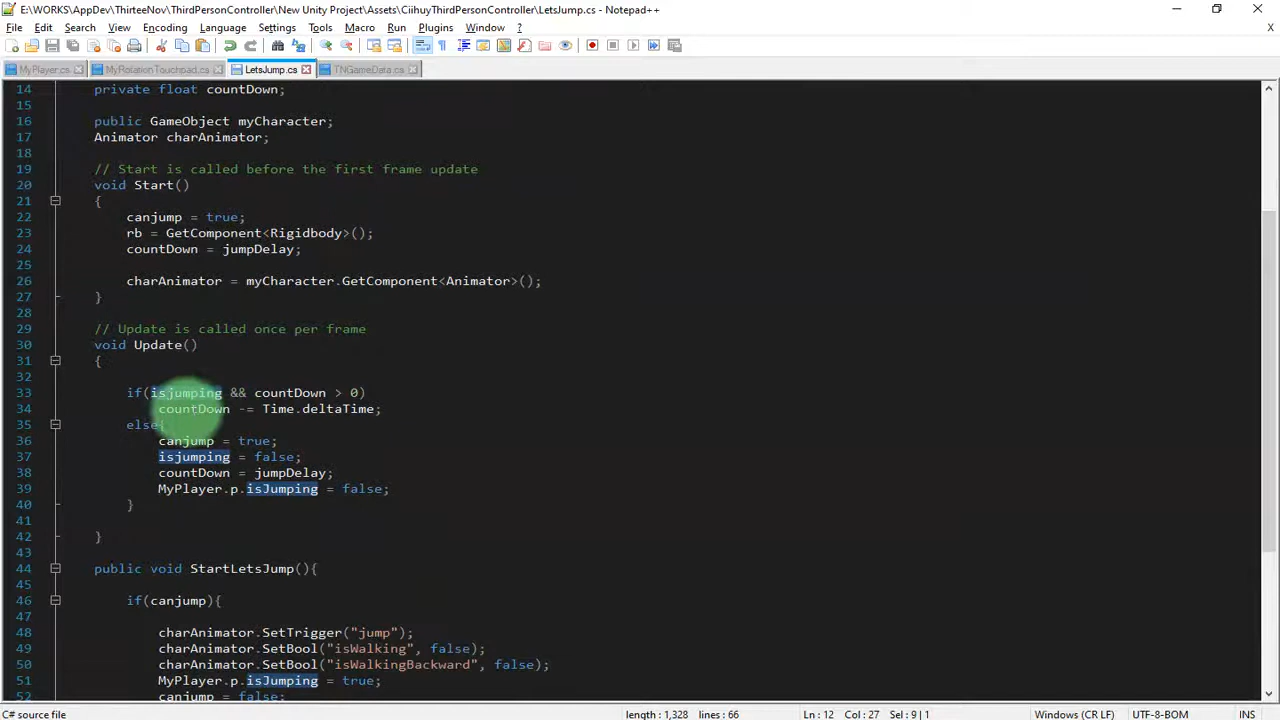 E:\WORKS\AppDev\ThirteeNov\ThirdPersonController\New Unity Project\Assets\CiihuyThirdPersonController\LetsJump.cs - Notepad++
File Edit Search View Encoding Language Settings Tools Macro Run Plugins Window ? X
MyPlayer.cs MyRotationTouchpad.cs LetsJump.cs TNGameData.cs
14 private float countDown;
15
16 public GameObject myCharacter;
17 Animator charAnimator;
18
19 // Start is called before the first frame update
20 void Start()
21 {
22 canjump = true;
23 rb = GetComponent<Rigidbody>();
24 countDown = jumpDelay;
25
26 charAnimator = myCharacter.GetComponent<Animator>();
27 }
28
29 // Update is called once per frame
30 void Update()
31 {
32
33 if(isjumping && countDown > 0)
34 countDown -= Time.deltaTime;
35 else{
36 canjump = true;
37 isjumping = false;
38 countDown = jumpDelay;
39 MyPlayer.p.isJumping = false;
40 }
41
42 }
43
44 public void StartLetsJump(){
45
46 if(canjump){
47
48 charAnimator.SetTrigger("jump");
49 charAnimator.SetBool("isWalking", false);
50 charAnimator.SetBool("isWalkingBackward", false);
51 MyPlayer.p.isJumping = true;
52 canjump = false;
C# source file length : 1,328 lines : 66 Ln : 12 Col : 27 Sel : 9 | 1 Windows (CR LF) UTF-8-BOM INS